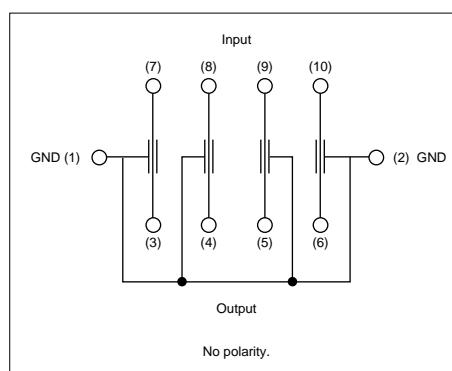 Input
(7) (8) (9) (10)
GND (1) (2) GND
(3) (4) (5) (6)
Output
No polarity.